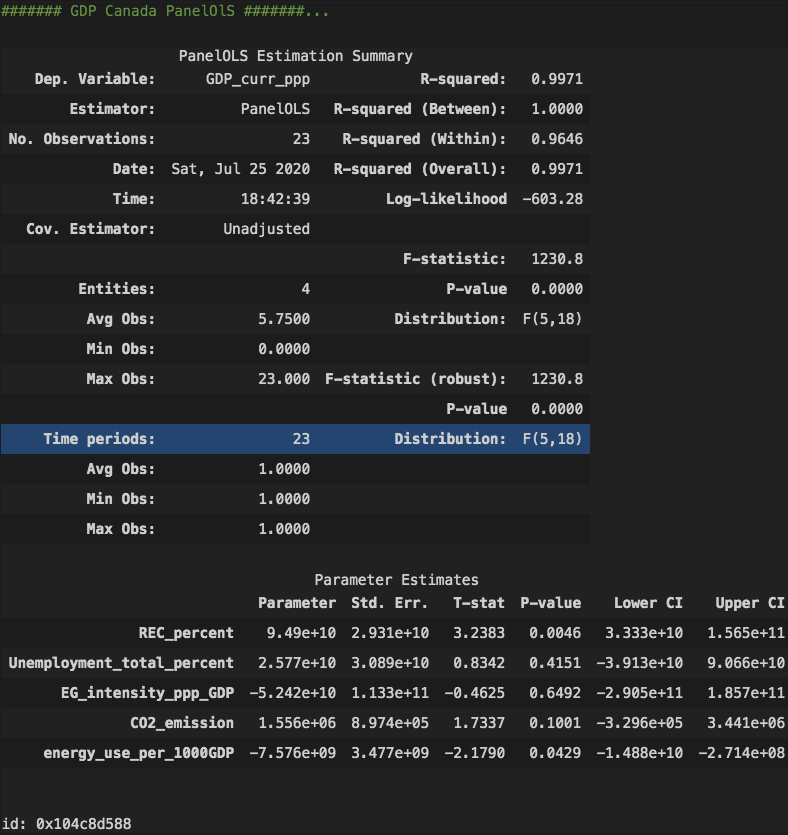 ####### GDP Canada PanelOlS #######...
PanelOLS Estimation Summary
Dep. Variable: GDP_curr_ppp R-squared: 0.9971
Estimator: PanelOLS R-squared (Between): 1.0000
No. Observations: 23 R-squared (Within): 0.9646
Date: Sat, Jul 25 2020 R-squared (Overall): 0.9971
Time: 18:42:39 Log-likelihood -603.28
Cov. Estimator: Unadjusted
F-statistic: 1230.8
Entities: 4 P-value 0.0000
Avg Obs: 5.7500 Distribution: F(5,18)
Min Obs: 0.0000
Max Obs: 23.000 F-statistic (robust): 1230.8
P-value 0.0000
Time periods: 23 Distribution: F(5,18)
Avg Obs: 1.0000
Min Obs: 1.0000
Max Obs: 1.0000
Parameter Estimates
Parameter Std. Err. T-stat P-value Lower CI Upper CI
REC_percent 9.49e+10 2.931e+10 3.2383 0.0046 3.333e+10 1.565e+11
Unemployment_total_percent 2.577e+10 3.089e+10 0.8342 0.4151 -3.913e+10 9.066e+10
EG_intensity_ppp_GDP -5.242e+10 1.133e+11 -0.4625 0.6492 -2.905e+11 1.857e+11
CO2_emission 1.556e+06 8.974e+05 1.7337 0.1001 -3.296e+05 3.441e+06
energy_use_per_1000GDP -7.576e+09 3.477e+09 -2.1790 0.0429 -1.488e+10 -2.714e+08
id: 0x104c8d588